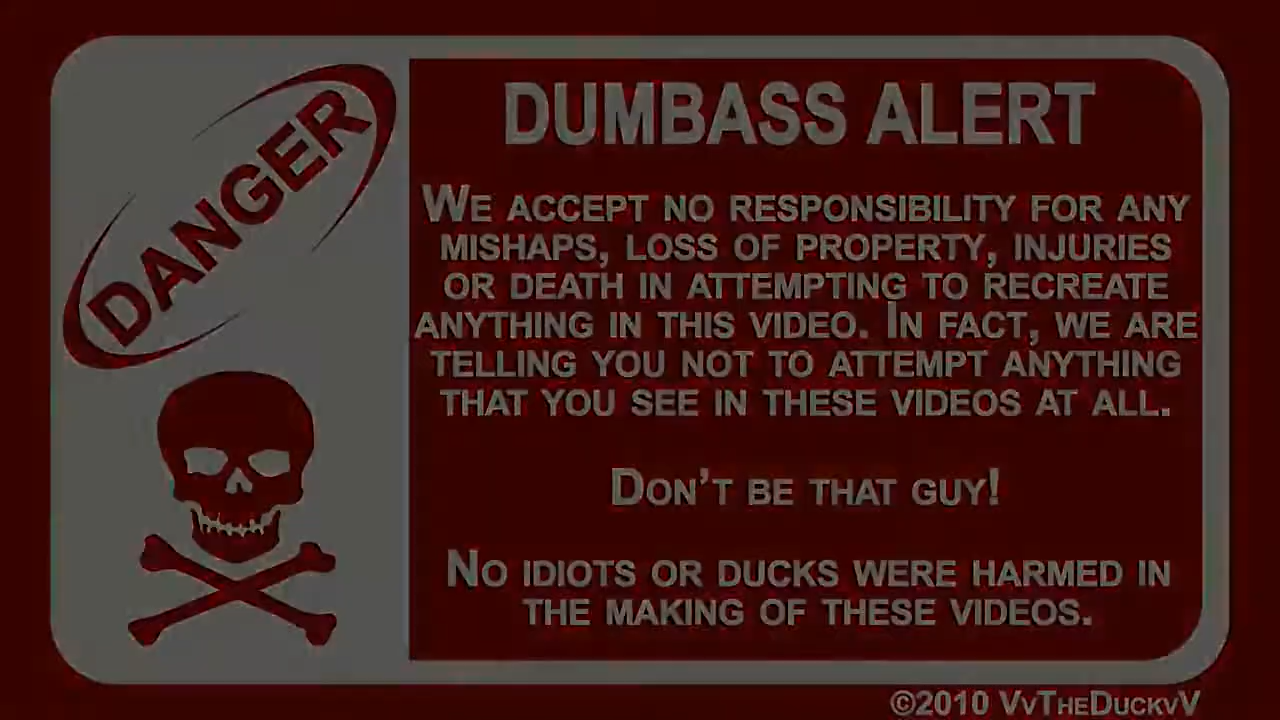 DANGER
DUMBASS ALERT
WE ACCEPT NO RESPONSIBILITY FOR ANY
MISHAPS, LOSS OF PROPERTY, INJURIES
OR DEATH IN ATTEMPTING TO RECREATE
ANYTHING IN THIS VIDEO. IN FACT, WE ARE
TELLING YOU NOT TO ATTEMPT ANYTHING
THAT YOU SEE IN THESE VIDEOS AT ALL.
DON'T BE THAT GUY!
NO IDIOTS OR DUCKS WERE HARMED IN
THE MAKING OF THESE VIDEOS.
©2010 VVTHEDUCKVV